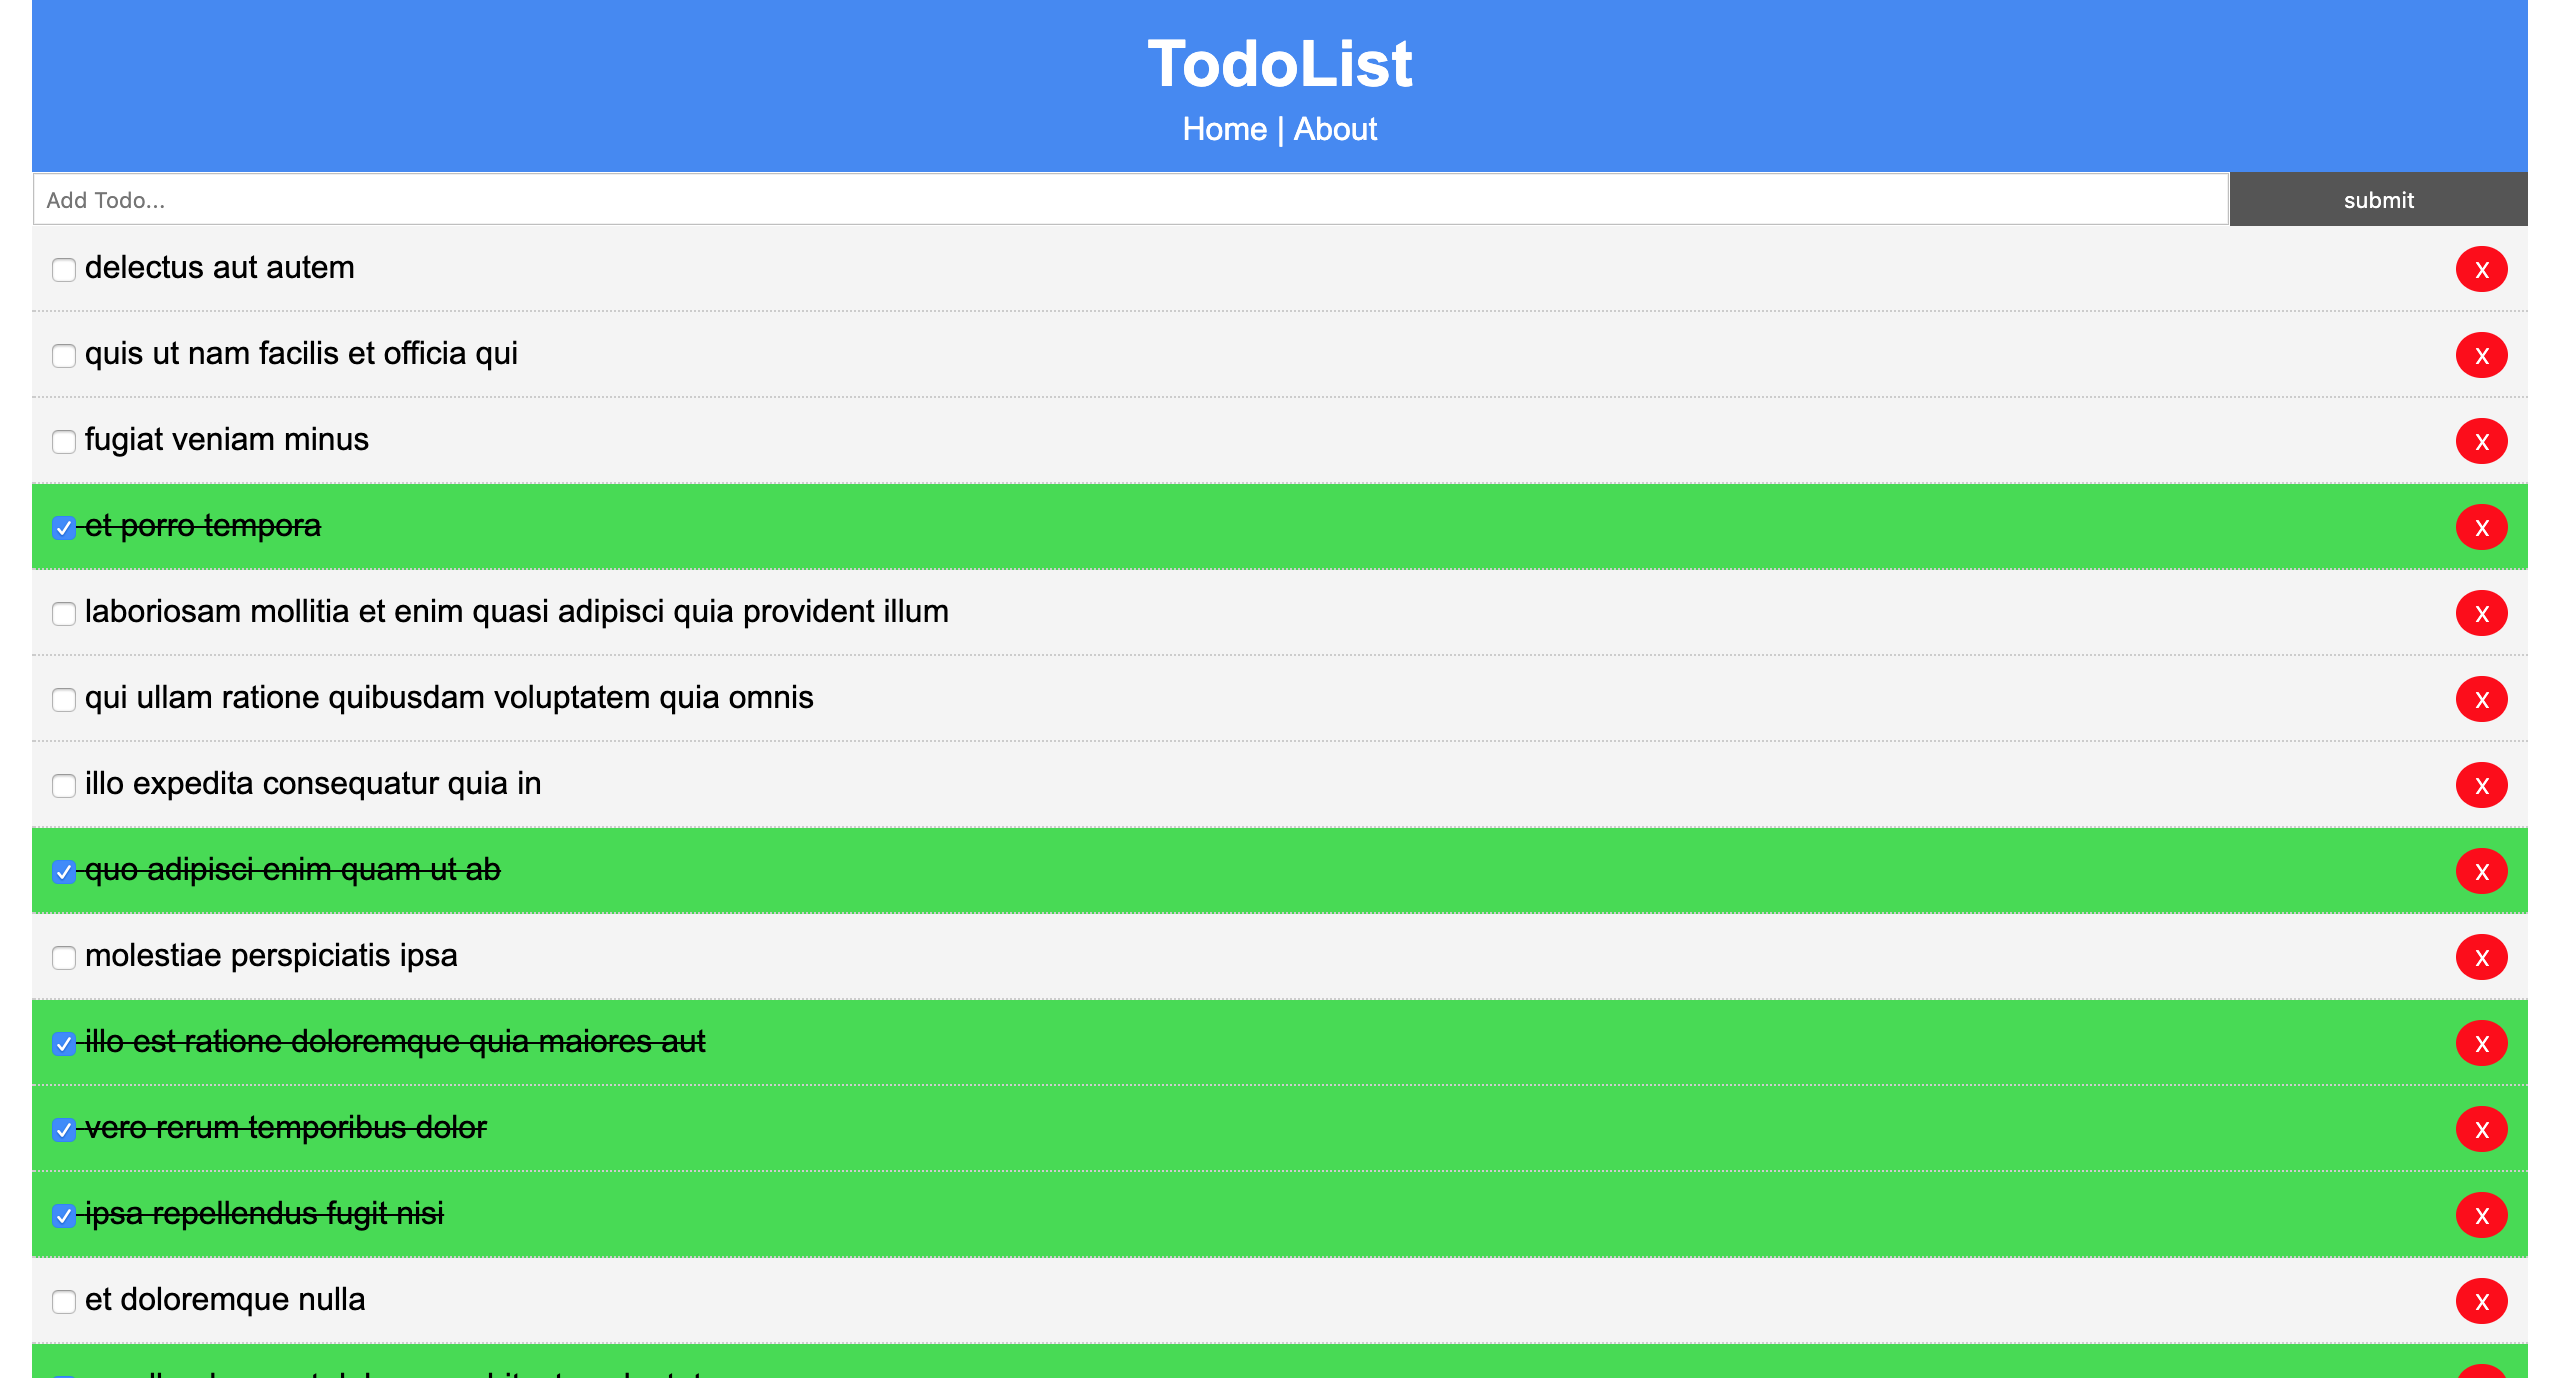 TodoList
Home | About
Add Todo... submit
delectus aut autem x
quis ut nam facilis et officia qui x
fugiat veniam minus x
et porro tempora x
laboriosam mollitia et enim quasi adipisci quia provident illum x
qui ullam ratione quibusdam voluptatem quia omnis x
illo expedita consequatur quia in x
quo adipisci enim quam ut ab x
molestiae perspiciatis ipsa x
illo est ratione doloremque quia maiores aut x
vero rerum temporibus dolor x
ipsa repellendus fugit nisi x
et doloremque nulla x